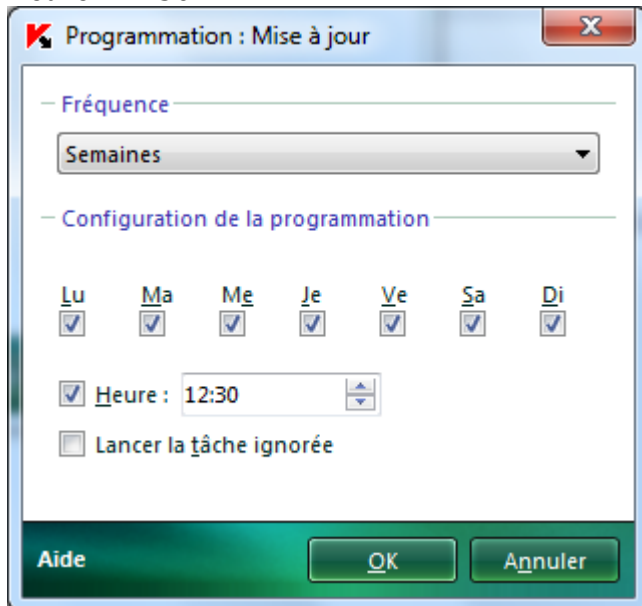 Programmation : Mise à jour
Fréquence
Semaines
Configuration de la programmation
Lu Ma Me Je Ve Sa Di
Heure : 12:30
Lancer la tâche ignorée
Aide OK Annuler